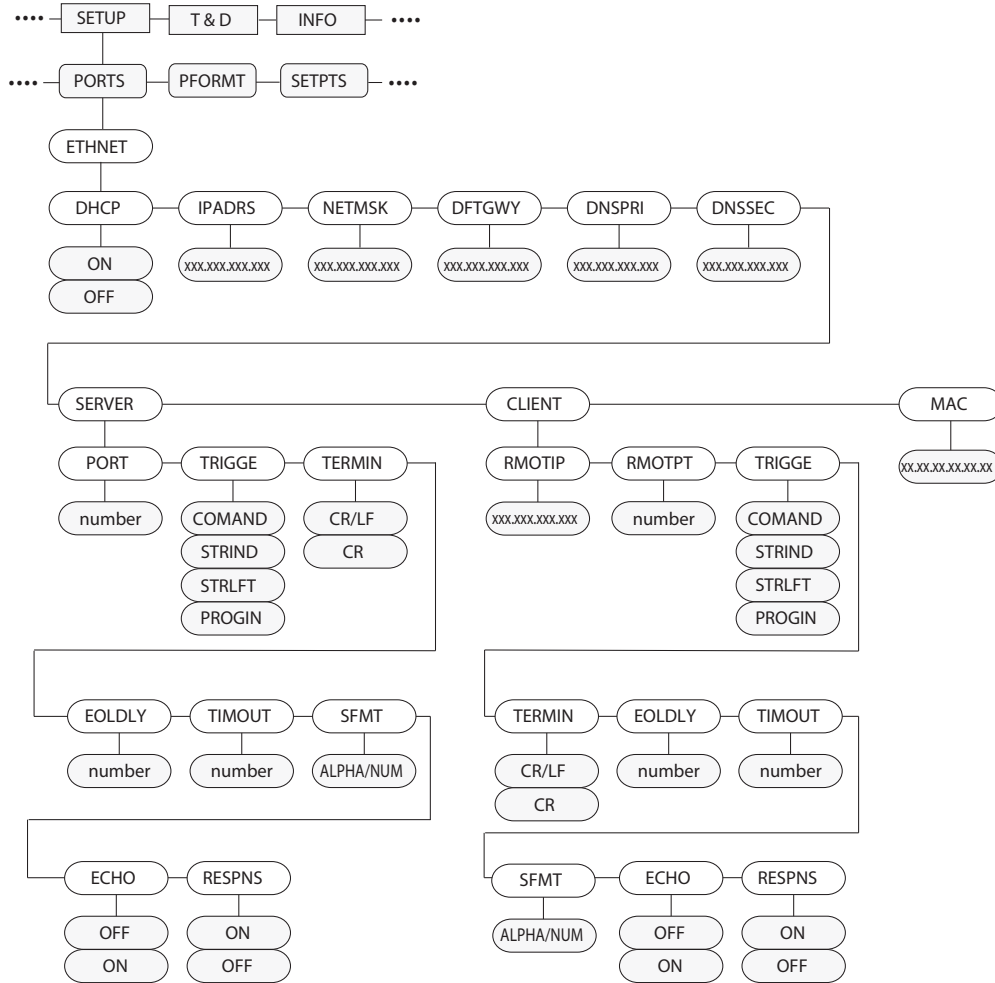 •••• SETUP T & D INFO ••••
•••• PORTS PFORMT SETPTS ••••
ETHNET
DHCP IPADRS NETMSK DFTGWY DNSPRI DNSSEC
ON xxx.xxx.xxx.xxx xxx.xxx.xxx.xxx xxx.xxx.xxx.xxx xxx.xxx.xxx.xxx xxx.xxx.xxx.xxx
OFF
SERVER CLIENT MAC
PORT TRIGGE TERMIN RMOTIP RMOTPT TRIGGE xx.xx.xx.xx.xx.xx
number COMAND CR/LF xxx.xxx.xxx.xxx number COMAND
STRIND CR STRIND
STRLFT STRLFT
PROGIN PROGIN
EOLDLY TIMOUT SFMT TERMIN EOLDLY TIMOUT
number number ALPHA/NUM CR/LF number number
CR
ECHO RESPNS SFMT ECHO RESPNS
OFF ON ALPHA/NUM OFF ON
ON OFF ON OFF